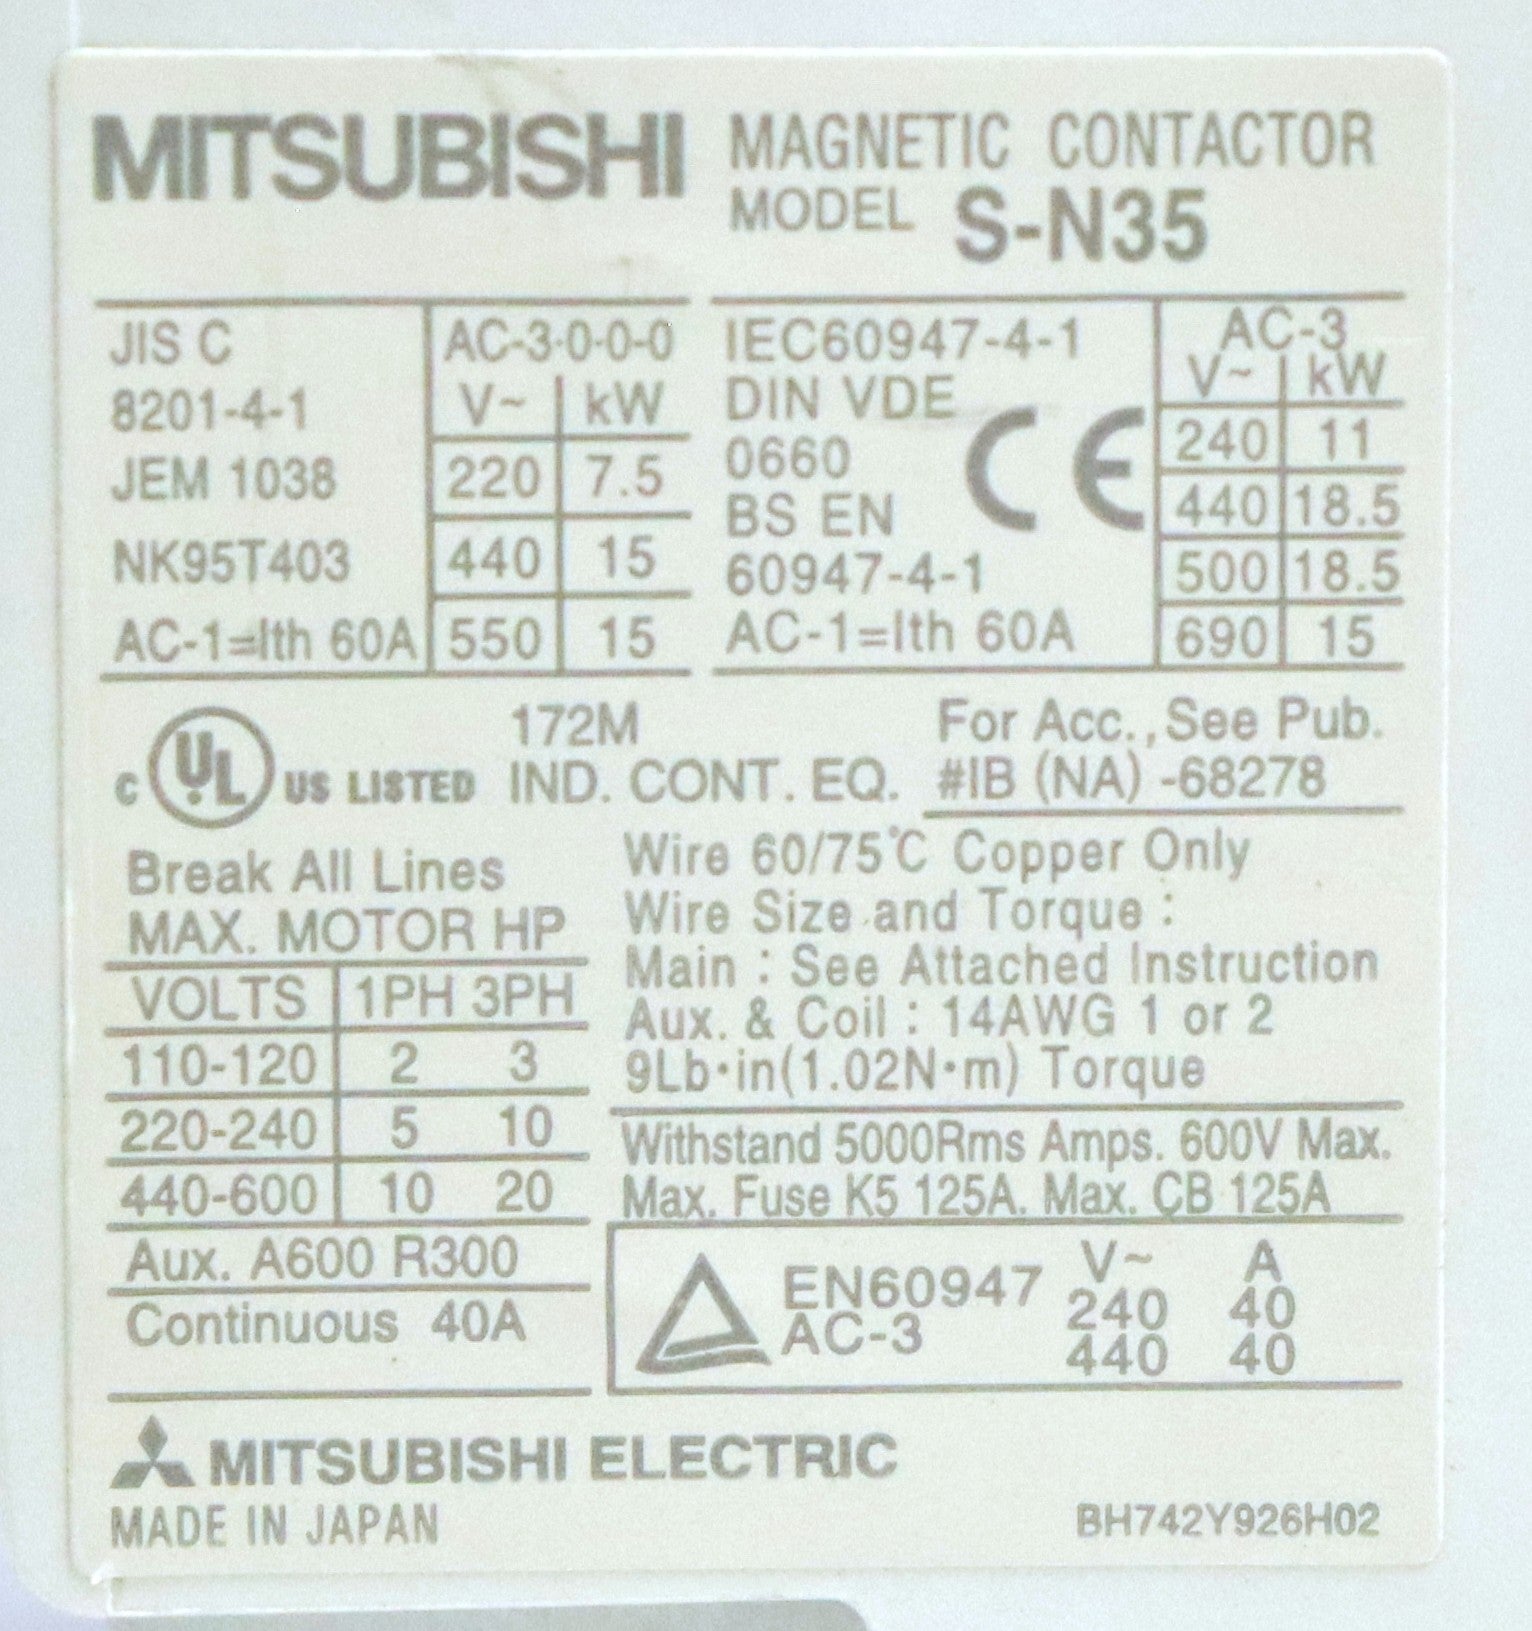 MITSUBISHI
MAGNETIC CONTACTOR
MODEL S-N35
JIS C
8201-4-1
JEM 1038
NK95T403
AC-1=Ith 60A
AC-3-0-0-0
V~ kW
220 7.5
440 15
550 15
IEC60947-4-1
DIN VDE
0660
BS EN
60947-4-1
AC-1=Ith 60A
CE
AC-3
V~ kW
240 11
440 18.5
500 18.5
690 15
C UL US LISTED
172M
IND. CONT. EQ.
For Acc., See Pub.
#IB (NA) -68278
Break All Lines
MAX. MOTOR HP
VOLTS 1PH 3PH
110-120 2 3
220-240 5 10
440-600 10 20
Aux. A600 R300
Continuous 40A
Wire 60/75℃ Copper Only
Wire Size and Torque :
Main : See Attached Instruction
Aux. & Coil : 14AWG 1 or 2
9Lb·in(1.02N·m) Torque
Withstand 5000Rms Amps. 600V Max.
Max. Fuse K5 125A. Max. CB 125A
EN60947
AC-3
V~ A
240 40
440 40
MITSUBISHI ELECTRIC
MADE IN JAPAN
BH742Y926H02